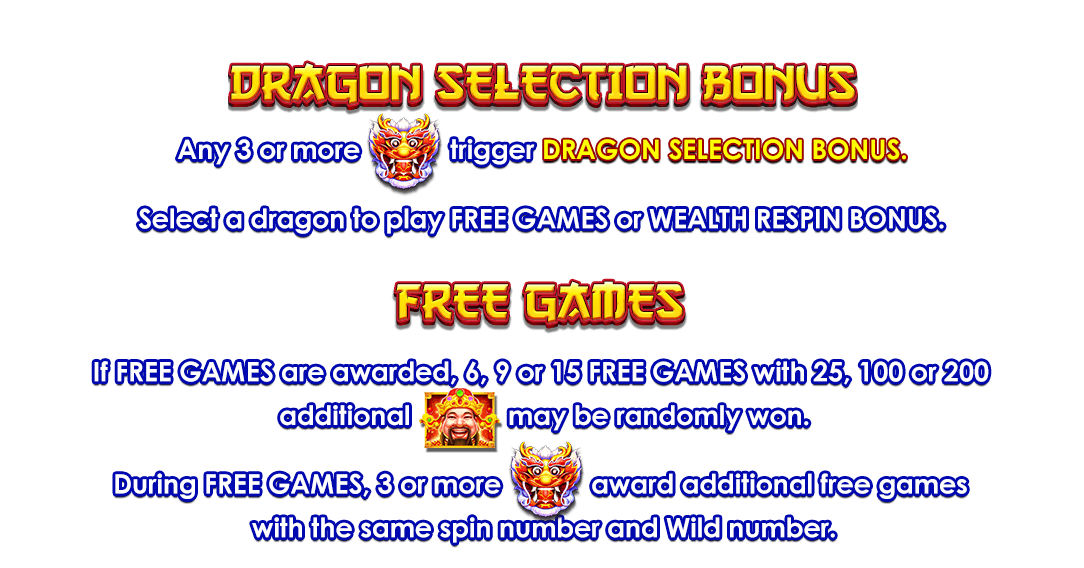 DRAGON SELECTION BONUS
Any 3 or more trigger DRAGON SELECTION BONUS.
Select a dragon to play FREE GAMES or WEALTH RESPIN BONUS.
FREE GAMES
If FREE GAMES are awarded, 6, 9 or 15 FREE GAMES with 25, 100 or 200
additional may be randomly won.
During FREE GAMES, 3 or more award additional free games
with the same spin number and Wild number.